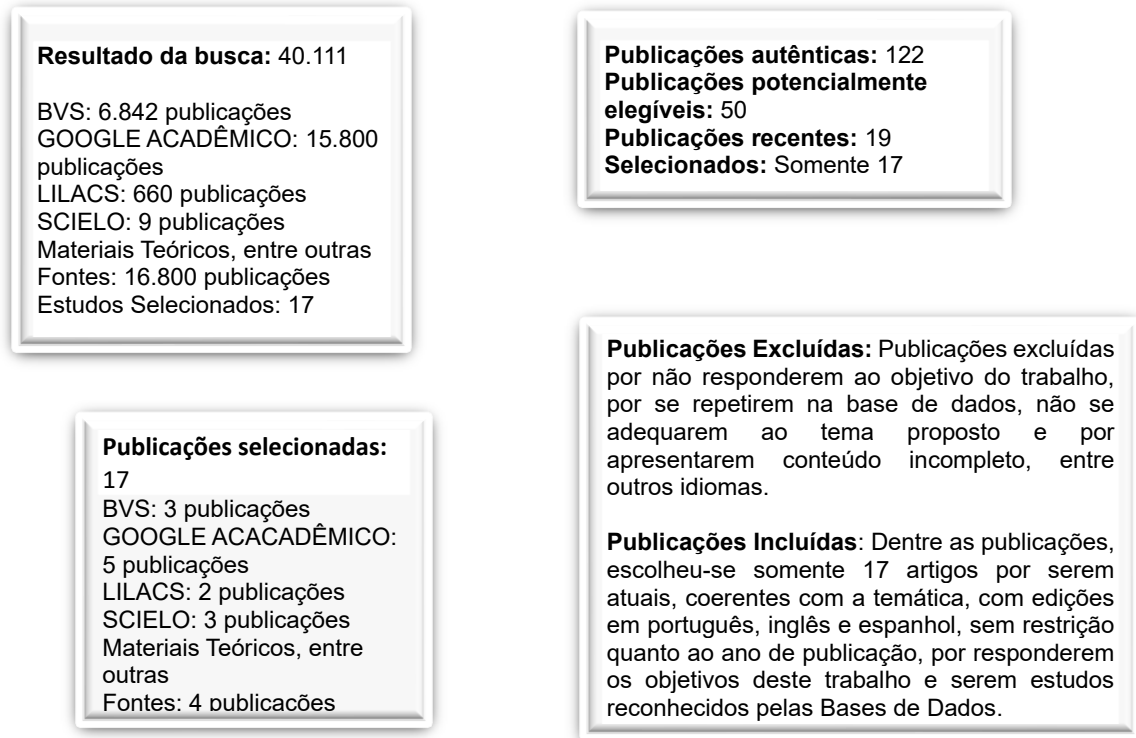 Resultado da busca: 40.111
BVS: 6.842 publicações
GOOGLE ACADÊMICO: 15.800
publicações
LILACS: 660 publicações
SCIELO: 9 publicações
Materiais Teóricos, entre outras
Fontes: 16.800 publicações
Estudos Selecionados: 17
Publicações autênticas: 122
Publicações potencialmente
elegíveis: 50
Publicações recentes: 19
Selecionados: Somente 17
Publicações selecionadas:
17
BVS: 3 publicações
GOOGLE ACACADÊMICO:
5 publicações
LILACS: 2 publicações
SCIELO: 3 publicações
Materiais Teóricos, entre
outras
Fontes: 4 publicações
Publicações Excluídas: Publicações excluídas
por não responderem ao objetivo do trabalho,
por se repetirem na base de dados, não se
adequarem ao tema proposto e por
apresentarem conteúdo incompleto, entre
outros idiomas.
Publicações Incluídas: Dentre as publicações,
escolheu-se somente 17 artigos por serem
atuais, coerentes com a temática, com edições
em português, inglês e espanhol, sem restrição
quanto ao ano de publicação, por responderem
os objetivos deste trabalho e serem estudos
reconhecidos pelas Bases de Dados.